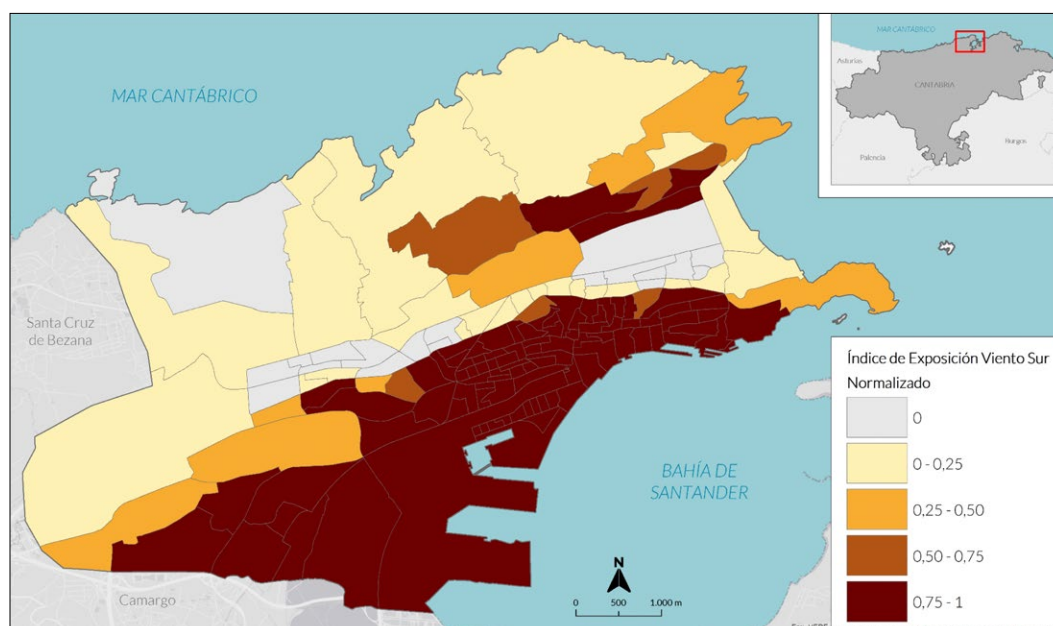 MAR CANTÁBRICO
MAR CANTÁBRICO
Asturias
CANTABRIA
Palencia
Burgos
Santa Cruz
de Bezana
BAHÍA DE
SANTANDER
Camargo
N
0 500 1.000 m
Índice de Exposición Viento Sur
Normalizado
0
0 - 0,25
0,25 - 0,50
0,50 - 0,75
0,75 - 1